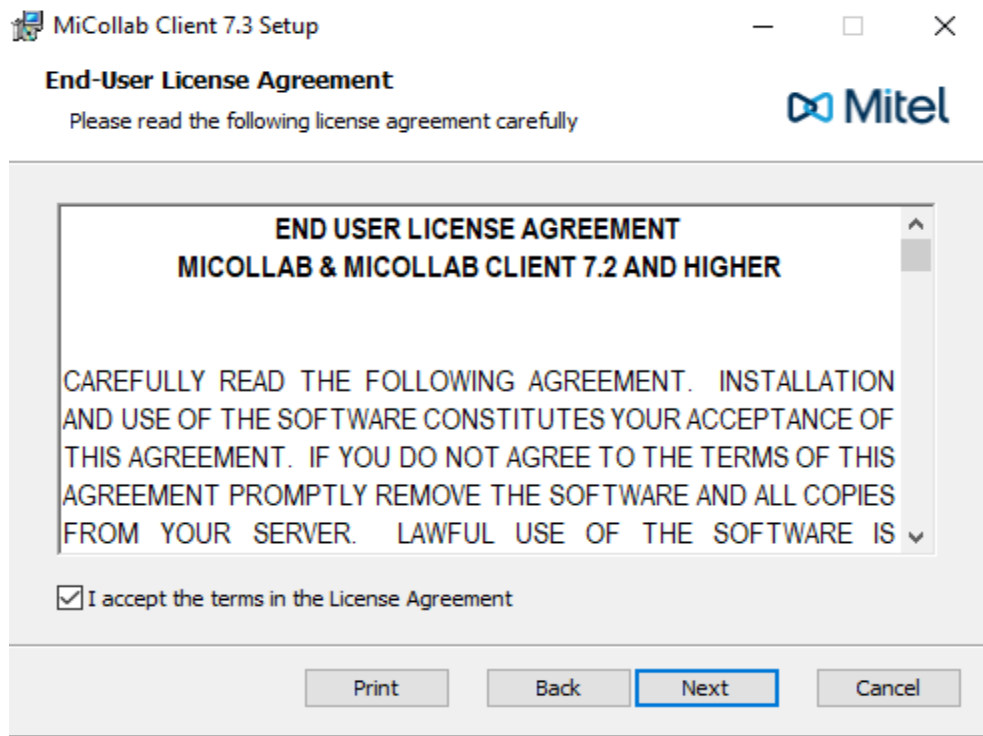 MiCollab Client 7.3 Setup
End-User License Agreement
Please read the following license agreement carefully
Mitel
END USER LICENSE AGREEMENT
MICOLLAB & MICOLLAB CLIENT 7.2 AND HIGHER
CAREFULLY READ THE FOLLOWING AGREEMENT. INSTALLATION
AND USE OF THE SOFTWARE CONSTITUTES YOUR ACCEPTANCE OF
THIS AGREEMENT. IF YOU DO NOT AGREE TO THE TERMS OF THIS
AGREEMENT PROMPTLY REMOVE THE SOFTWARE AND ALL COPIES
FROM YOUR SERVER. LAWFUL USE OF THE SOFTWARE IS
I accept the terms in the License Agreement
Print Back Next Cancel